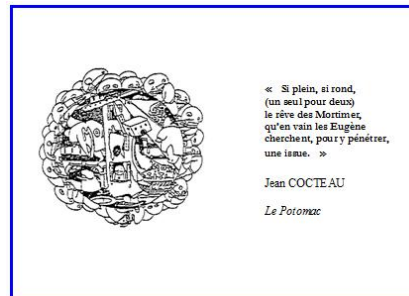 « Si plein, si rond,
(un seul pour deux)
le rêve des Mortimer,
qu'en vain les Eugène
cherchent, pour y pénétrer,
une issue. »
Jean COCTEAU
Le Potomac